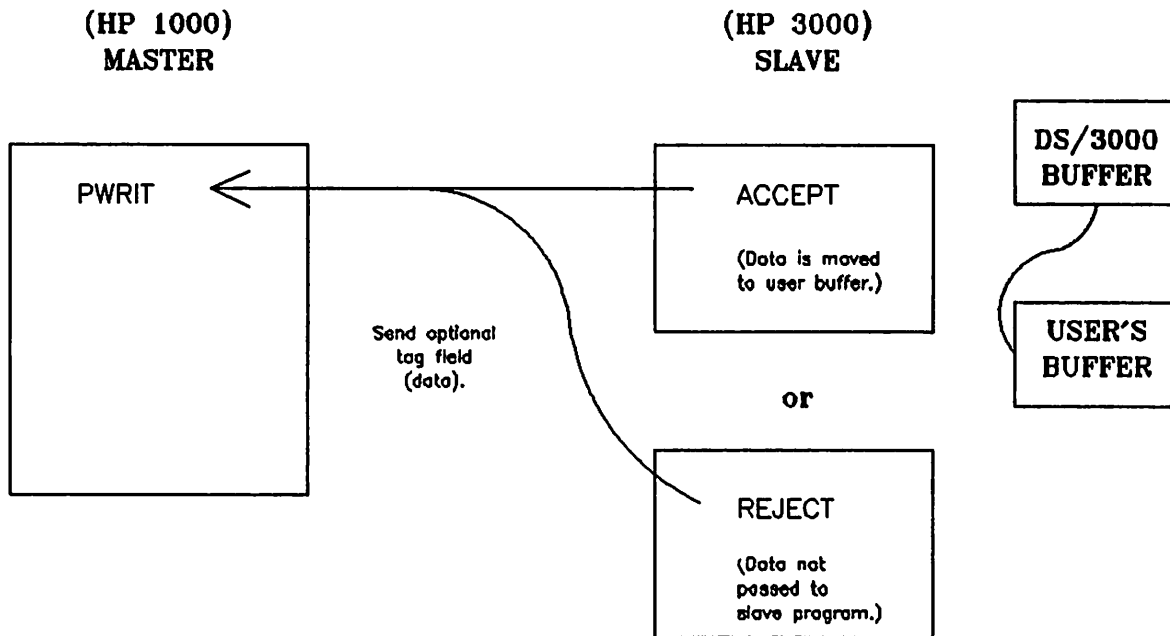 (HP 1000)
MASTER
(HP 3000)
SLAVE
PWRIT
ACCEPT
(Data is moved
to user buffer.)
DS/3000
BUFFER
USER'S
BUFFER
Send optional
tag field
(data).
or
REJECT
(Data not
passed to
slave program.)